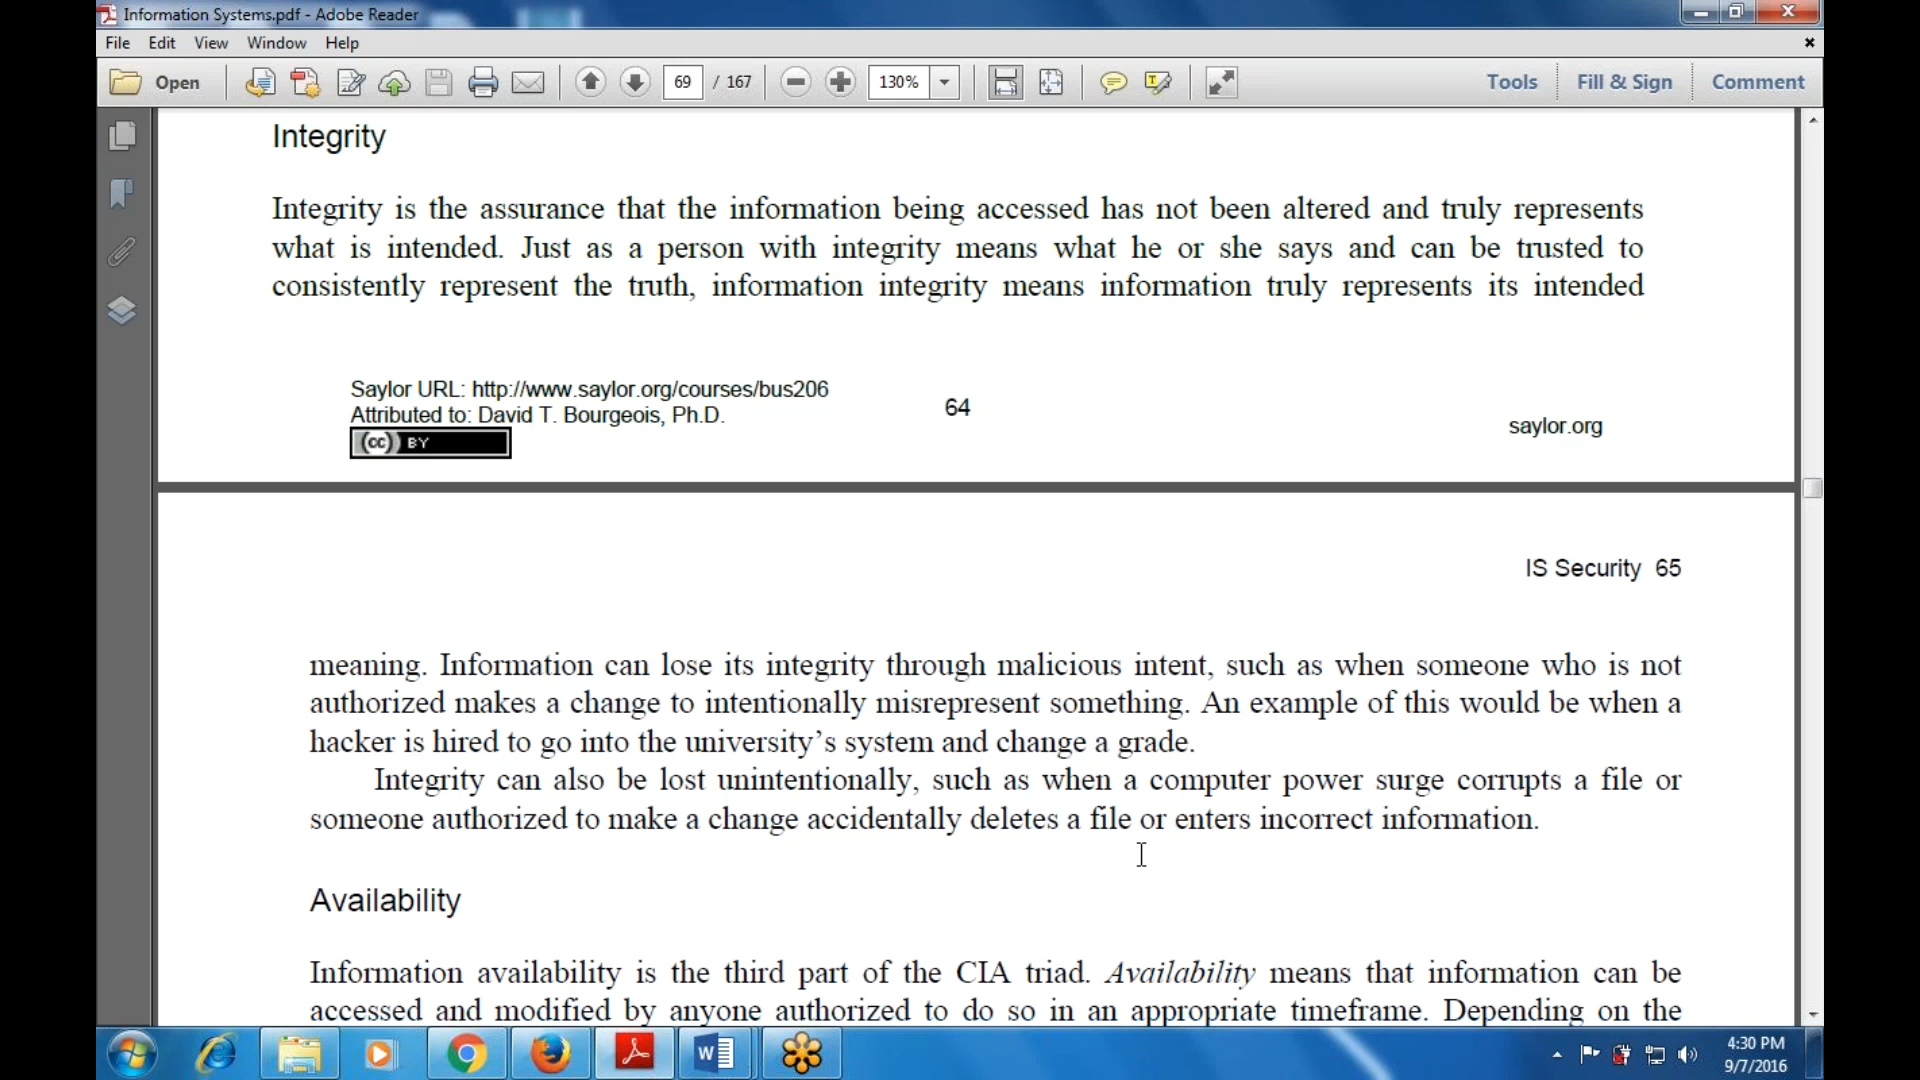 Information Systems.pdf - Adobe Reader
File Edit View Window Help
Open 69 / 167 130% Tools Fill & Sign Comment
Integrity
Integrity is the assurance that the information being accessed has not been altered and truly represents
what is intended. Just as a person with integrity means what he or she says and can be trusted to
consistently represent the truth, information integrity means information truly represents its intended
Saylor URL: http://www.saylor.org/courses/bus206
Attributed to: David T. Bourgeois, Ph.D.
64
saylor.org
(cc) BY
IS Security 65
meaning. Information can lose its integrity through malicious intent, such as when someone who is not
authorized makes a change to intentionally misrepresent something. An example of this would be when a
hacker is hired to go into the university’s system and change a grade.
Integrity can also be lost unintentionally, such as when a computer power surge corrupts a file or
someone authorized to make a change accidentally deletes a file or enters incorrect information.
Availability
Information availability is the third part of the CIA triad. Availability means that information can be
accessed and modified by anyone authorized to do so in an appropriate timeframe. Depending on the
4:30 PM
9/7/2016